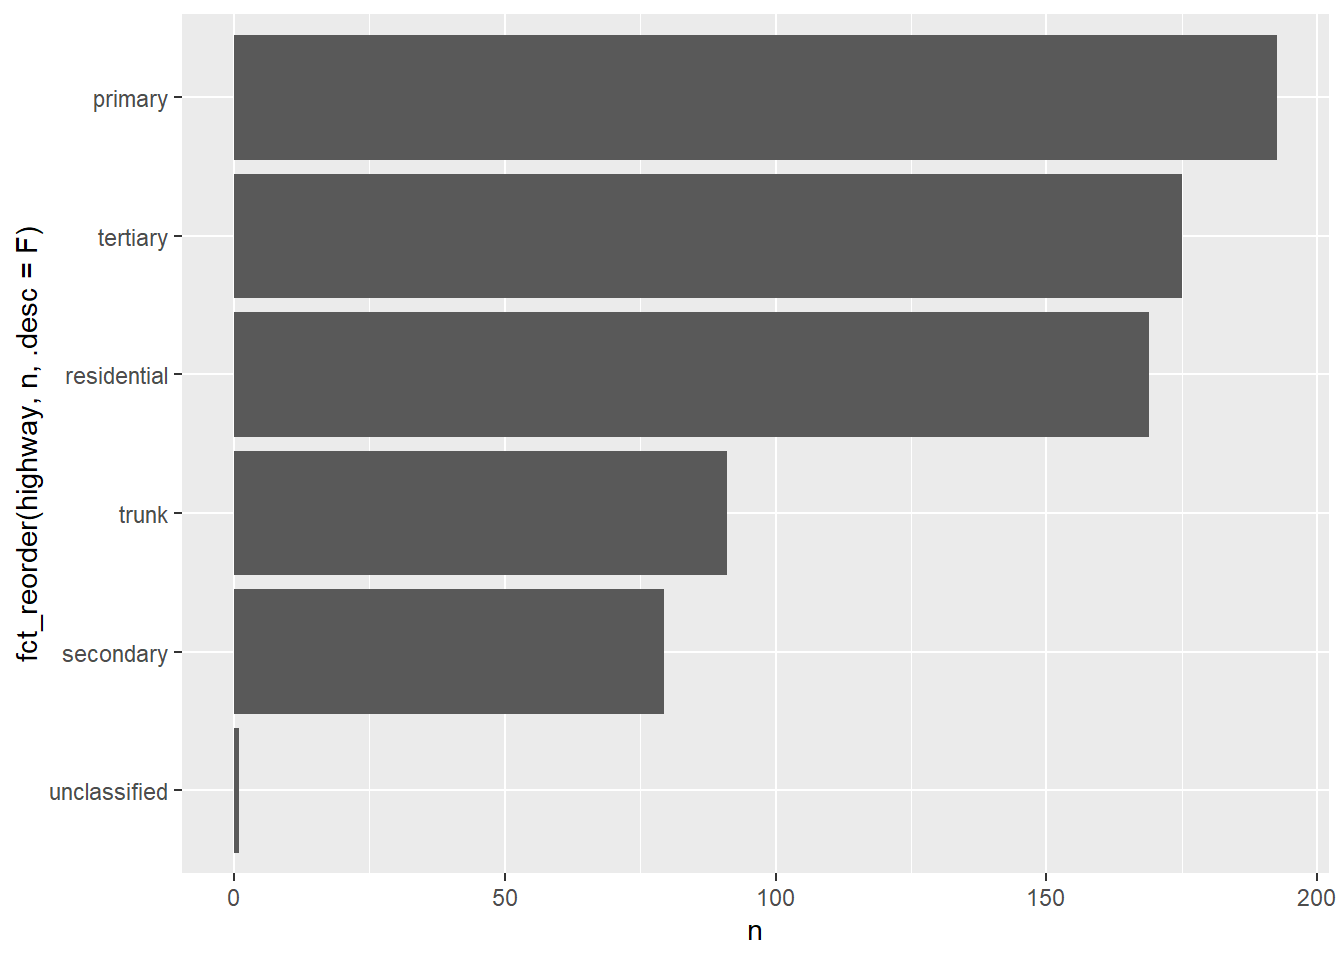 fct_reorder(highway, n, .desc = F)
primary
tertiary
residential
trunk
secondary
unclassified
0 50 100 150 200
n